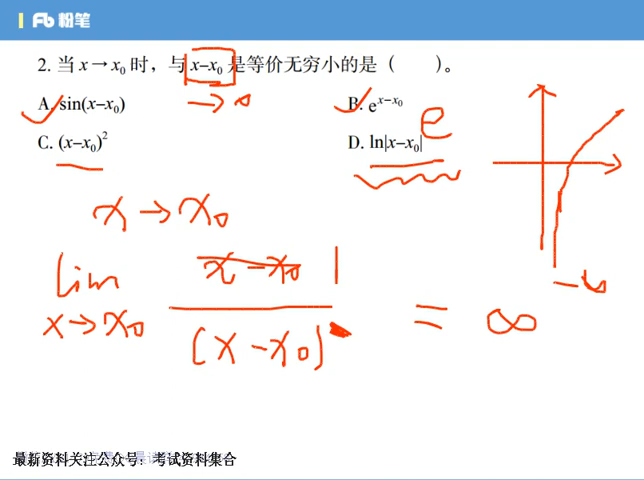 粉笔
2. 当 x→x₀ 时，与 x−x₀ 是等价无穷小的是（　　）。
A. sin(x−x₀)　　B. e^{x−x₀}
→0　　e
C. (x−x₀)²　　D. ln|x−x₀|
x→x₀
lim x→x₀ x−x₀ 1 / (x−x₀) = ∞
最新资料关注公众号：考试资料集合